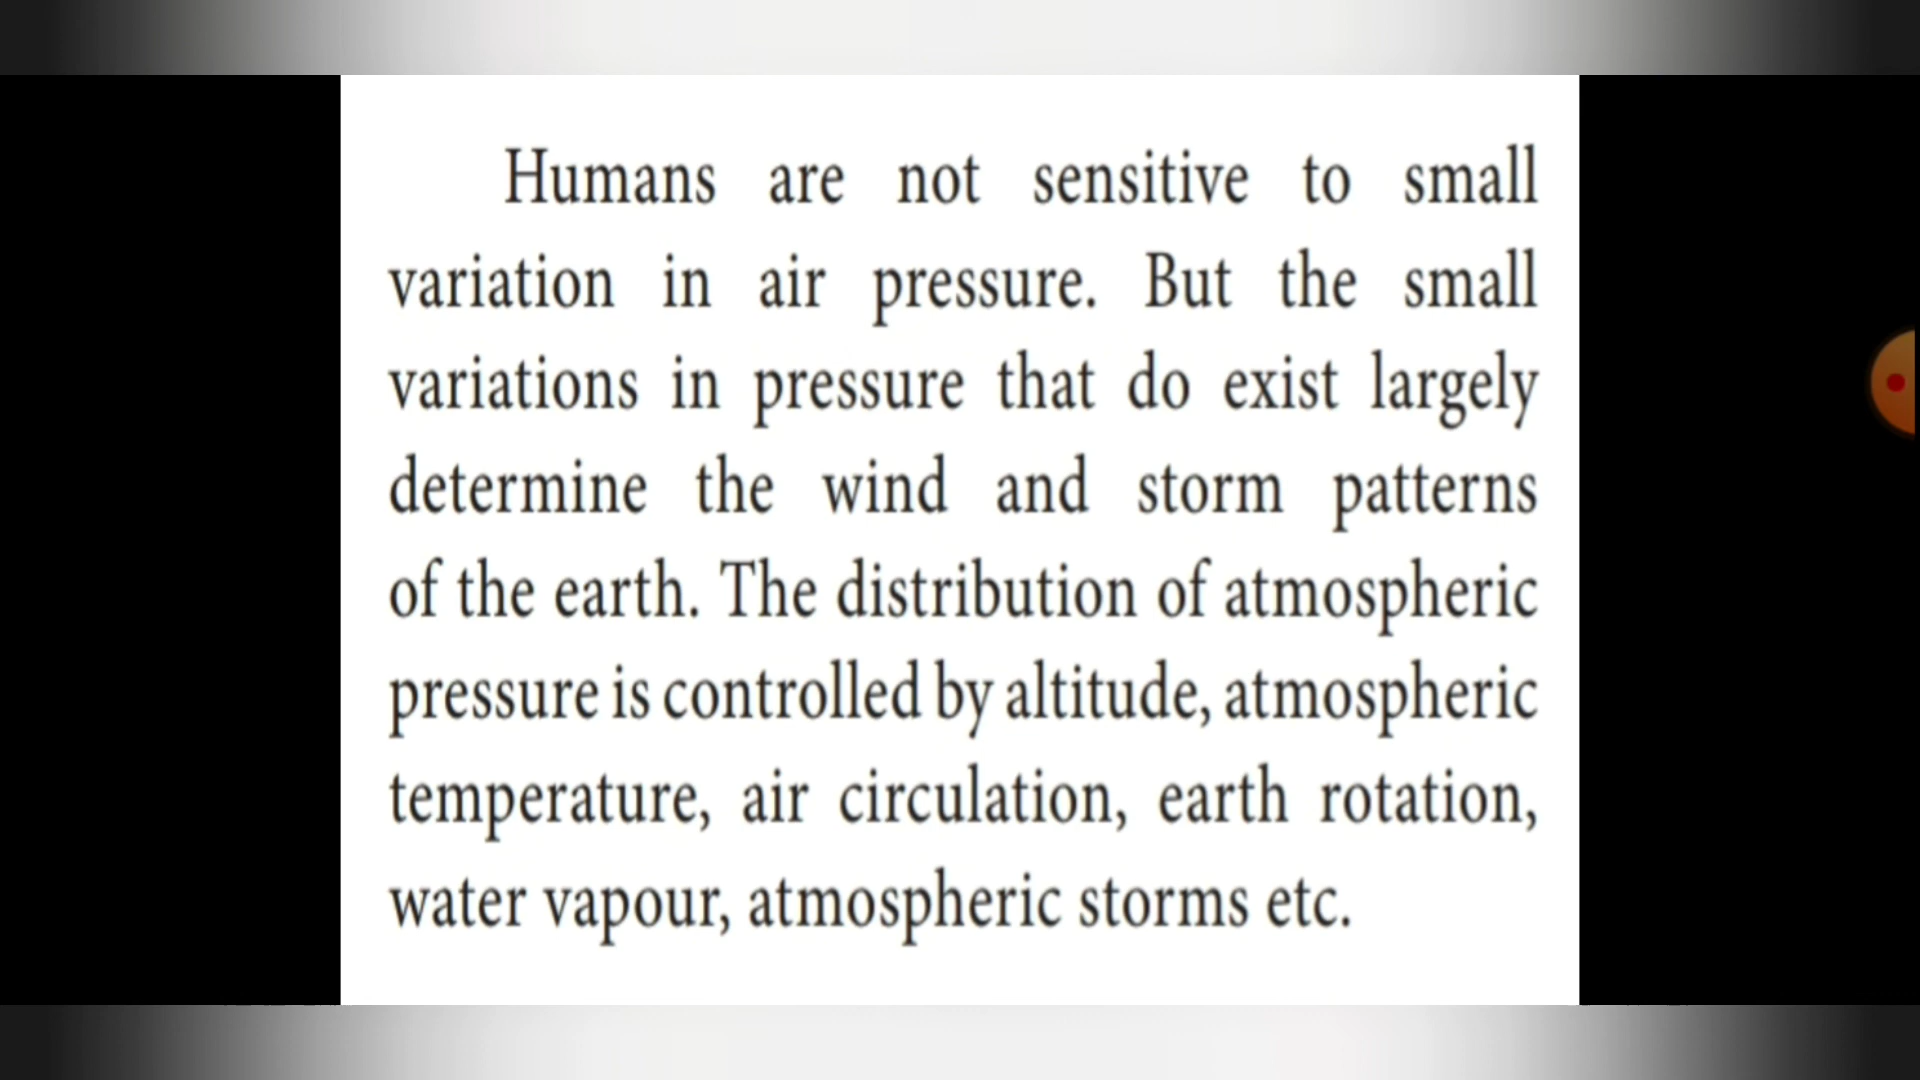 Humans are not sensitive to small
variation in air pressure. But the small
variations in pressure that do exist largely
determine the wind and storm patterns
of the earth. The distribution of atmospheric
pressure is controlled by altitude, atmospheric
temperature, air circulation, earth rotation,
water vapour, atmospheric storms etc.